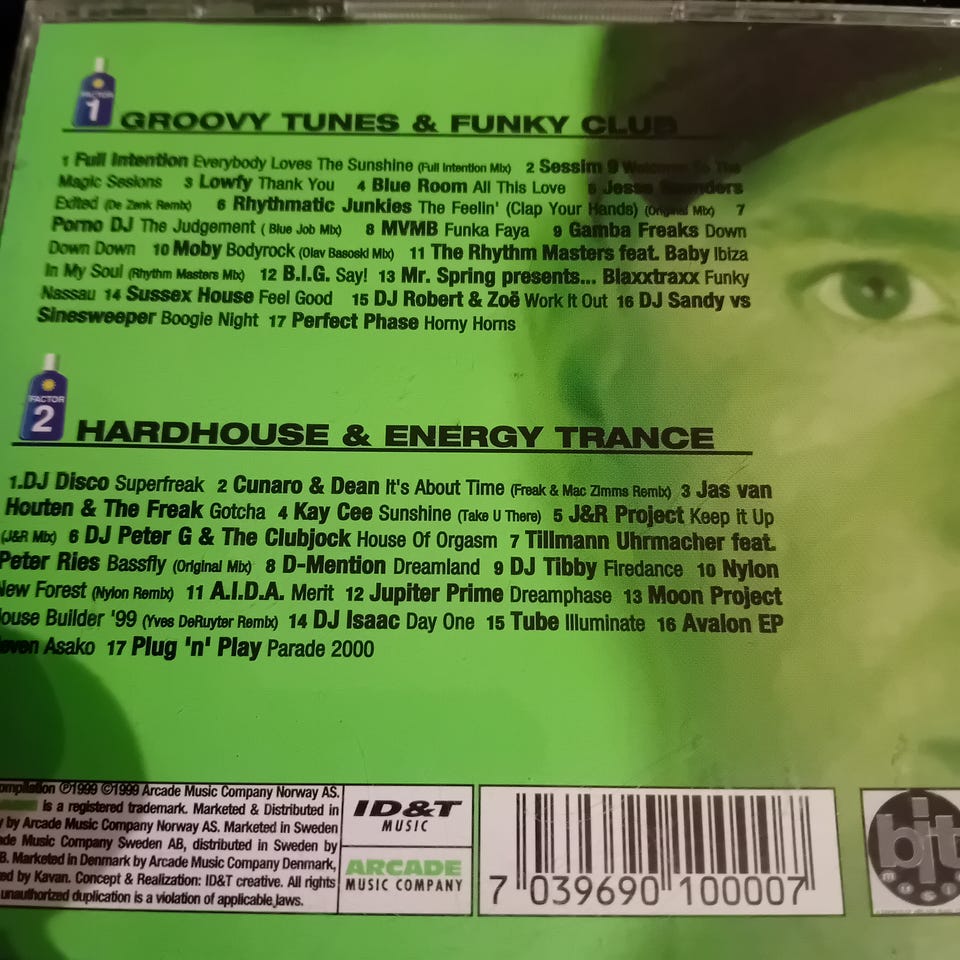 FACTOR 1
GROOVY TUNES & FUNKY CLUB
1 Full Intention Everybody Loves The Sunshine (Full Intention Mix) 2 Sessim 9 Welcome To The
Magic Sesions 3 Lowfy Thank You 4 Blue Room All This Love 5 Jesse Saunders
Exited (De Zenk Remix) 6 Rhythmatic Junkies The Feelin' (Clap Your Hands) (Original Mix) 7
Porno DJ The Judgement ( Blue Job Mix) 8 MVMB Funka Faya 9 Gamba Freaks Down
Down Down 10 Moby Bodyrock (Olav Basoski Mix) 11 The Rhythm Masters feat. Baby Ibiza
In My Soul (Rhythm Masters Mix) 12 B.I.G. Say! 13 Mr. Spring presents... Blaxxtraxx Funky
Nassau 14 Sussex House Feel Good 15 DJ Robert & Zoë Work It Out 16 DJ Sandy vs
Sinesweeper Boogie Night 17 Perfect Phase Horny Horns
FACTOR
2
HARDHOUSE & ENERGY TRANCE
1.DJ Disco Superfreak 2 Cunaro & Dean It's About Time (Freak & Mac Zimms Remix) 3 Jas van
Houten & The Freak Gotcha 4 Kay Cee Sunshine (Take U There) 5 J&R Project Keep it Up
(J&R Mix) 6 DJ Peter G & The Clubjock House Of Orgasm 7 Tillmann Uhrmacher feat.
Peter Ries Bassfly (Original Mix) 8 D-Mention Dreamland 9 DJ Tibby Firedance 10 Nylon
New Forest (Nylon Remix) 11 A.I.D.A. Merit 12 Jupiter Prime Dreamphase 13 Moon Project
ouse Builder '99 (Yves DeRuyter Remix) 14 DJ Isaac Day One 15 Tube Illuminate 16 Avalon EP
Asako 17 Plug 'n' Play Parade 2000
ompilation ℗1999 ©1999 Arcade Music Company Norway AS.
is a registered trademark. Marketed & Distributed in
y by Arcade Music Company Norway AS. Marketed in Sweden
ade Music Company Sweden AB, distributed in Sweden by
B. Marketed in Denmark by Arcade Music Company Denmark,
ed by Kavan. Concept & Realization: ID&T creative. All rights
unauthorized duplication is a violation of applicable laws.
ID&T
MUSIC
ARCADE
MUSIC COMPANY
7 039690 100007
bit